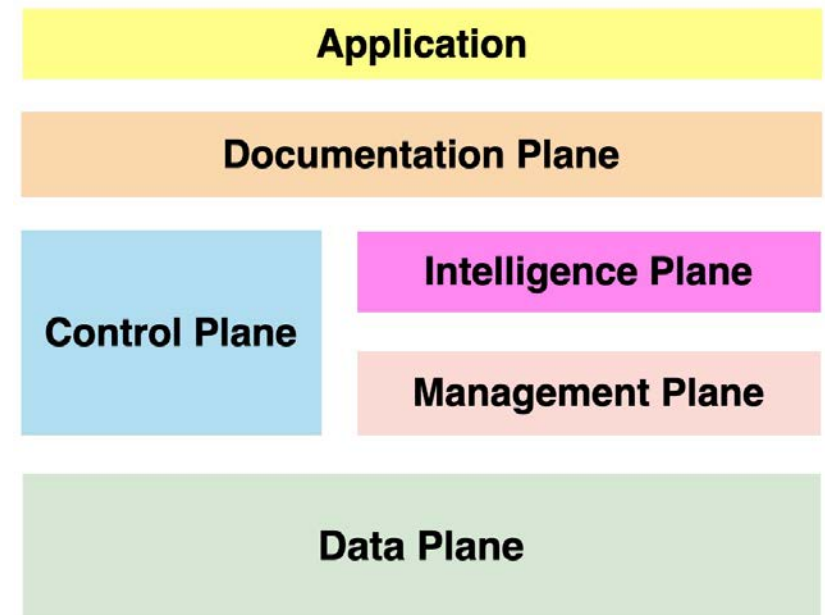 Application
Documentation Plane
Control Plane
Intelligence Plane
Management Plane
Data Plane